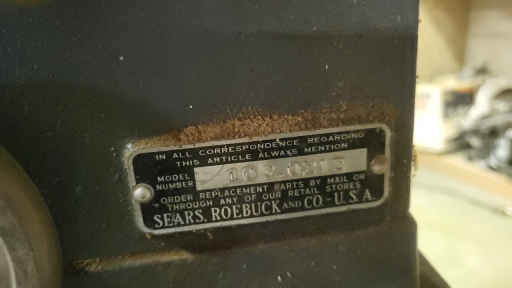 IN ALL CORRESPONDENCE REGARDING
THIS ARTICLE ALWAYS MENTION
MODEL
NUMBER
ORDER REPLACEMENT PARTS BY MAIL OR
THROUGH ANY OF OUR RETAIL STORES
SEARS, ROEBUCK AND CO.-U.S.A.